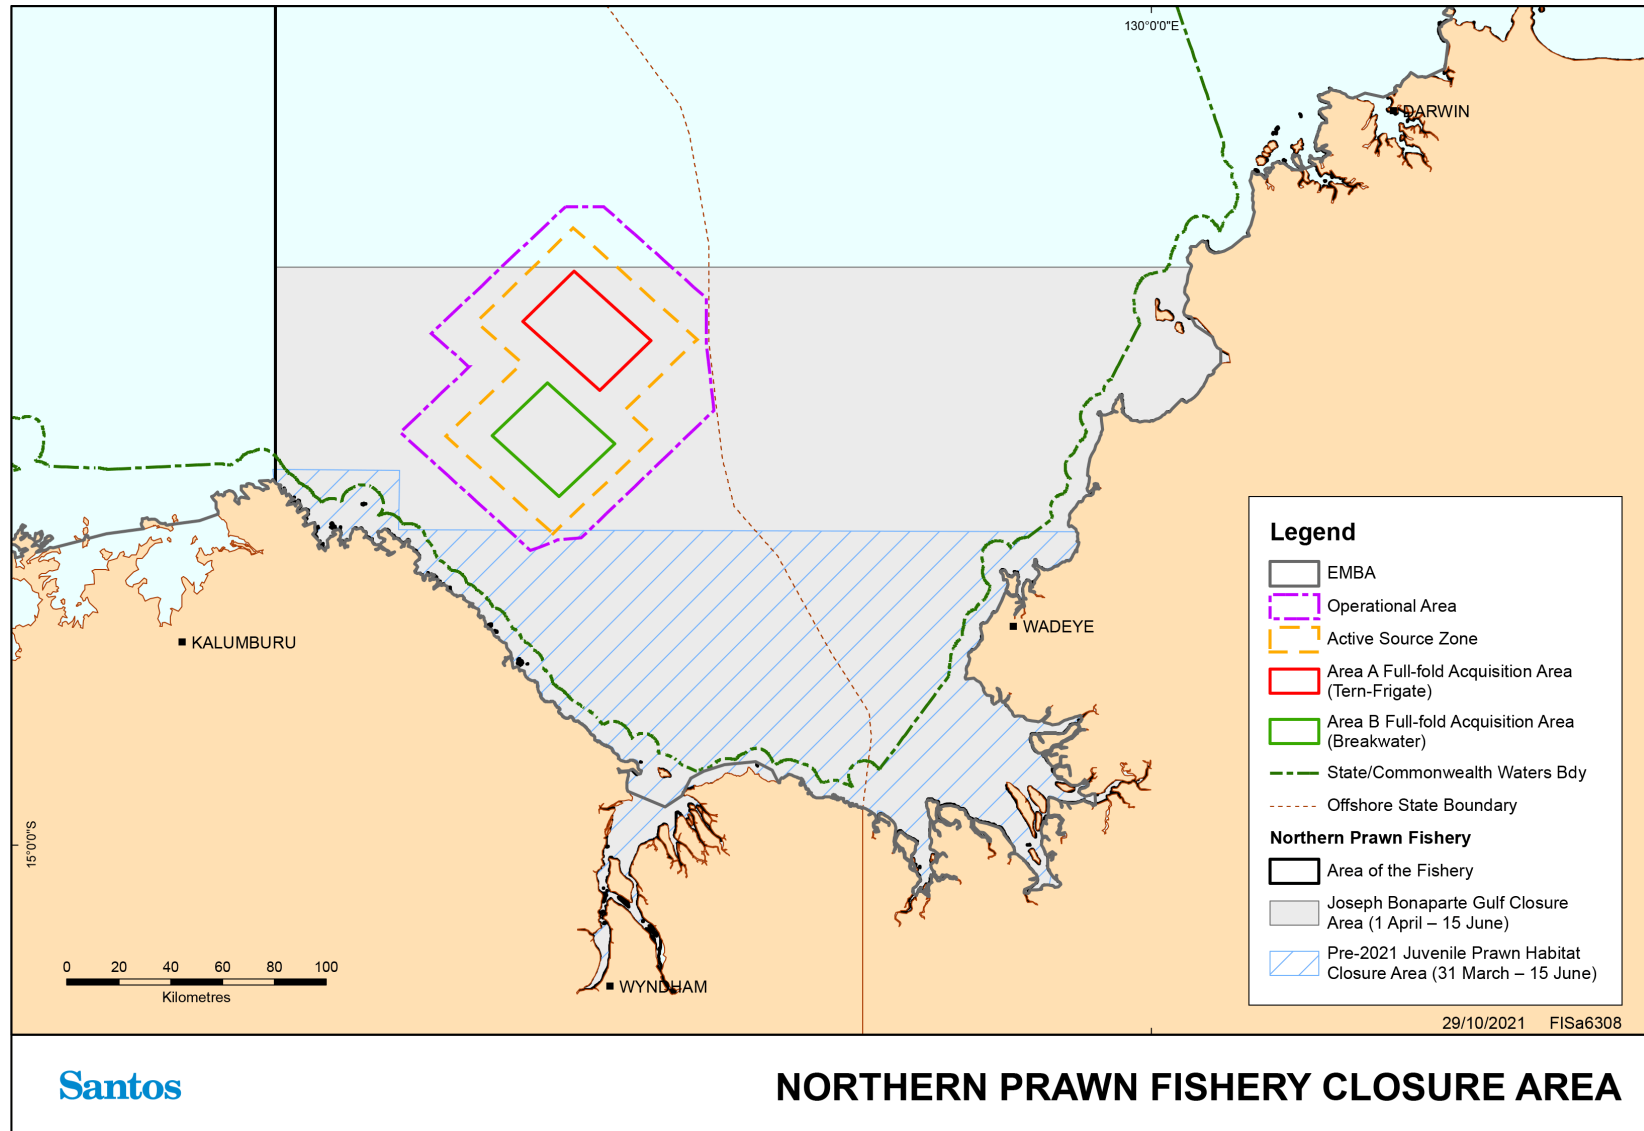 130°0'0"E
DARWIN
KALUMBURU
WADEYE
15°0'0"S
WYNDHAM
0 20 40 60 80 100
Kilometres
Legend
EMBA
Operational Area
Active Source Zone
Area A Full-fold Acquisition Area
(Tern-Frigate)
Area B Full-fold Acquisition Area
(Breakwater)
State/Commonwealth Waters Bdy
Offshore State Boundary
Northern Prawn Fishery
Area of the Fishery
Joseph Bonaparte Gulf Closure
Area (1 April – 15 June)
Pre-2021 Juvenile Prawn Habitat
Closure Area (31 March – 15 June)
29/10/2021 FISa6308
Santos
NORTHERN PRAWN FISHERY CLOSURE AREA